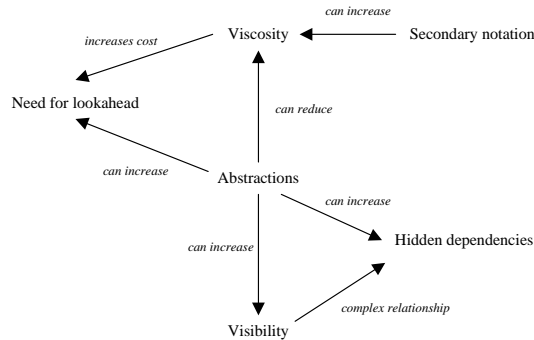 can increase
increases cost
Viscosity
Secondary notation
Need for lookahead
can reduce
can increase
Abstractions
can increase
can increase
Hidden dependencies
complex relationship
Visibility